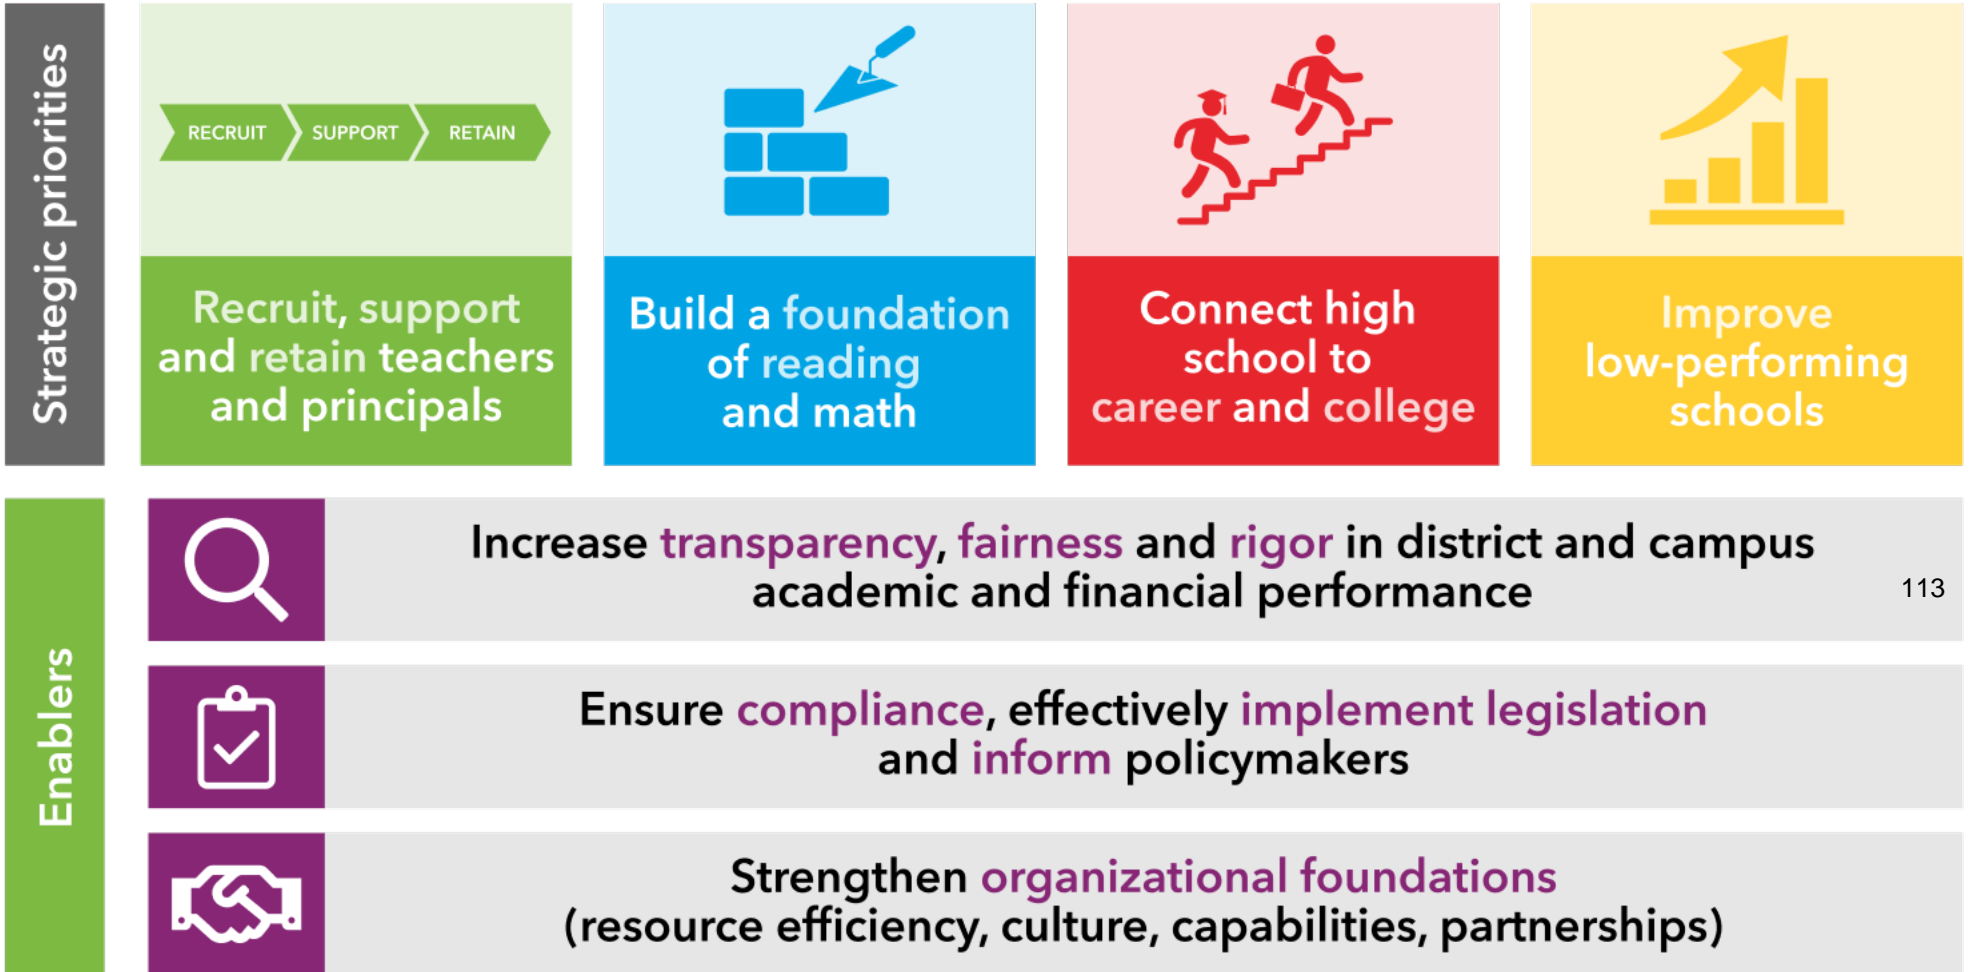 Strategic priorities
RECRUIT SUPPORT RETAIN
Recruit, support
and retain teachers
and principals
Build a foundation
of reading
and math
Connect high
school to
career and college
Improve
low-performing
schools
Enablers
Increase transparency, fairness and rigor in district and campus
academic and financial performance
113
Ensure compliance, effectively implement legislation
and inform policymakers
Strengthen organizational foundations
(resource efficiency, culture, capabilities, partnerships)